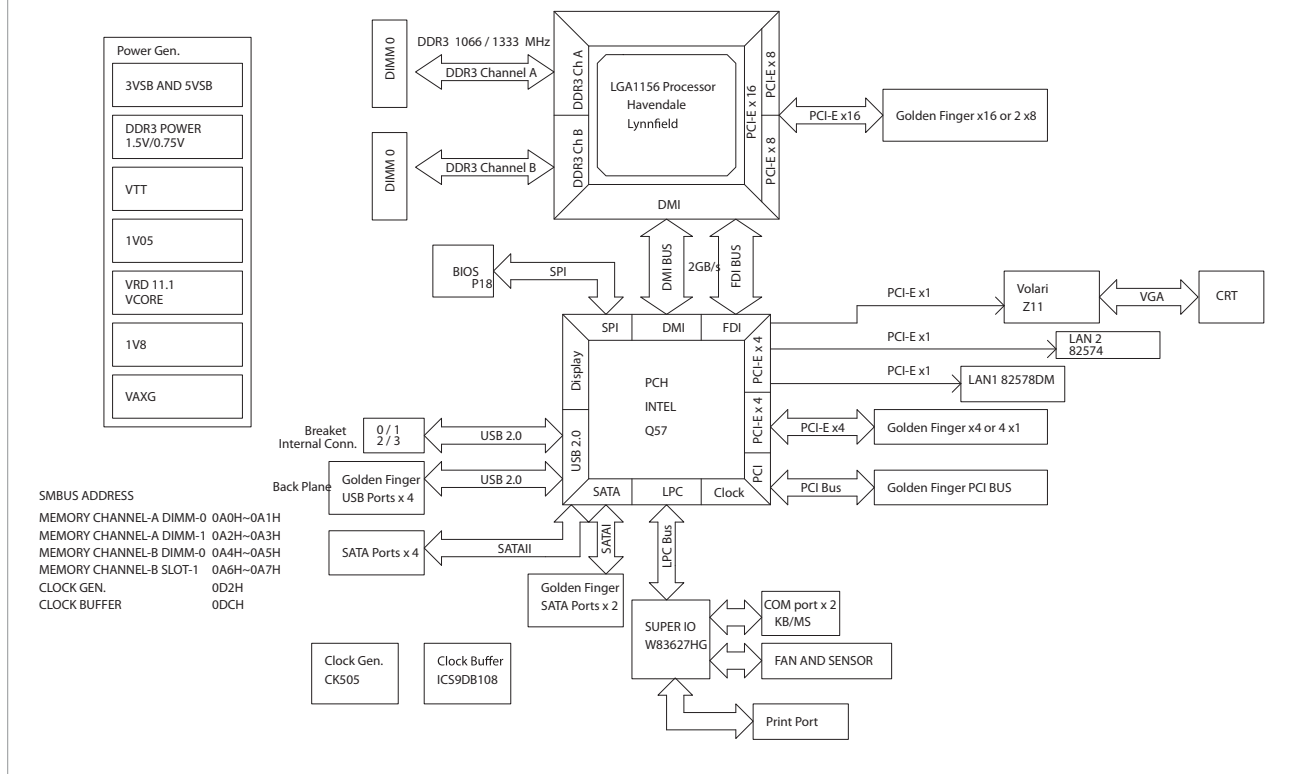 Power Gen.
3VSB AND 5VSB
DDR3 POWER
1.5V/0.75V
VTT
1V05
VRD 11.1
VCORE
1V8
VAXG
DIMM 0
DDR3 1066 / 1333 MHz
DDR3 Channel A
DIMM 0
DDR3 Channel B
DDR3 Ch A
DDR3 Ch B
LGA1156 Processor
Havendale
Lynnfield
PCI-E x 16
PCI-E x 8
PCI-E x 8
DMI
PCI-E x16
Golden Finger x16 or 2 x8
BIOS
P18
SPI
DMI BUS
2GB/s
FDI BUS
SPI
DMI
FDI
Display
USB 2.0
PCH
INTEL
Q57
PCI-E x 4
PCI-E x 4
PCI
SATA
LPC
Clock
PCI-E x1
Volari
Z11
VGA
CRT
PCI-E x1
LAN 2
82574
PCI-E x1
LAN1 82578DM
PCI-E x4
Golden Finger x4 or 4 x1
PCI Bus
Golden Finger PCI BUS
Breaket
Internal Conn.
0 / 1
2 / 3
USB 2.0
Back Plane
Golden Finger
USB Ports x 4
USB 2.0
SATA Ports x 4
SATAII
SATAI
Golden Finger
SATA Ports x 2
LPC Bus
SUPER IO
W83627HG
COM port x 2
KB/MS
FAN AND SENSOR
Print Port
SMBUS ADDRESS
MEMORY CHANNEL-A DIMM-0 0A0H~0A1H
MEMORY CHANNEL-A DIMM-1 0A2H~0A3H
MEMORY CHANNEL-B DIMM-0 0A4H~0A5H
MEMORY CHANNEL-B SLOT-1 0A6H~0A7H
CLOCK GEN. 0D2H
CLOCK BUFFER 0DCH
Clock Gen.
CK505
Clock Buffer
ICS9DB108